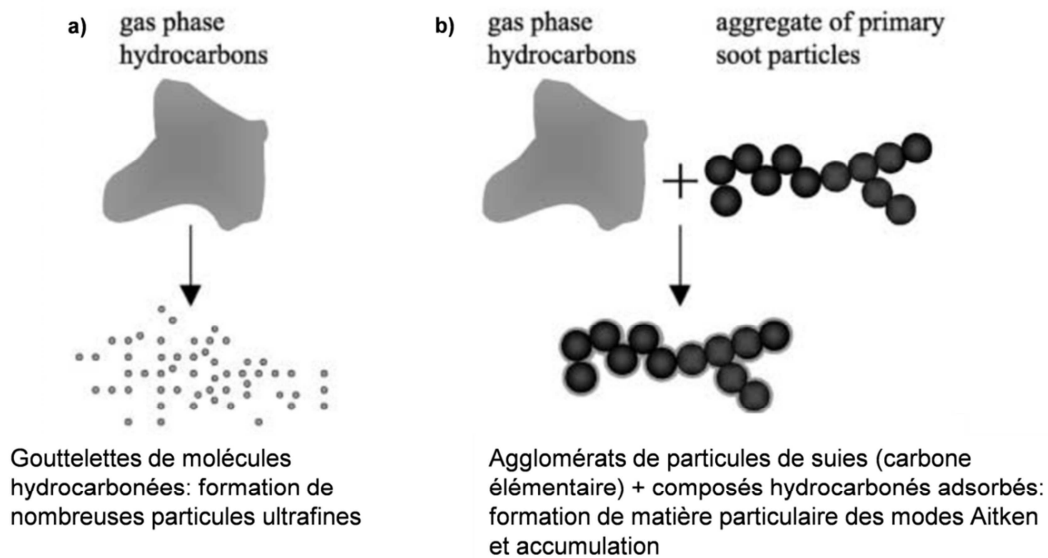 a)
gas phase
hydrocarbons
Gouttelettes de molécules
hydrocarbonées: formation de
nombreuses particules ultrafines
b)
gas phase
hydrocarbons
aggregate of primary
soot particles
+
Agglomérats de particules de suies (carbone
élémentaire) + composés hydrocarbonés adsorbés:
formation de matière particulaire des modes Aitken
et accumulation